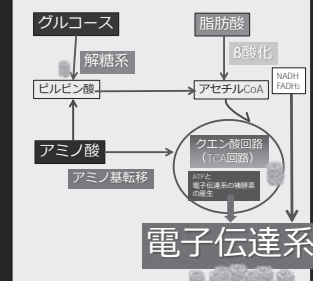 グルコース
脂肪酸
解糖系
β酸化
ピルビン酸
アセチルCoA
NADH
FADH₂
アミノ酸
アミノ基転移
クエン酸回路
（TCA回路）
ATPと
電子伝達系の補酵素
の産生
電子伝達系